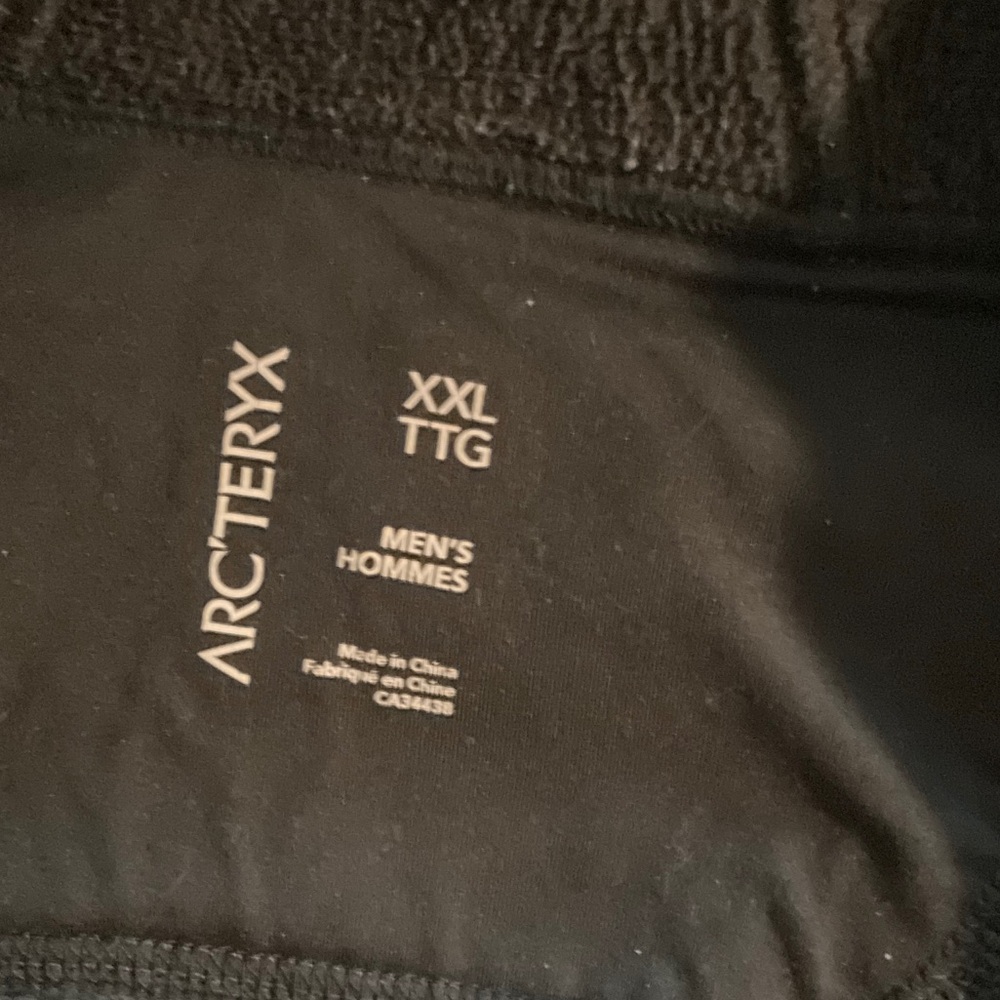 ARC'TERYX
XXL
TTG
MEN'S
HOMMES
Made in China
Fabriqué en Chine
CA34438